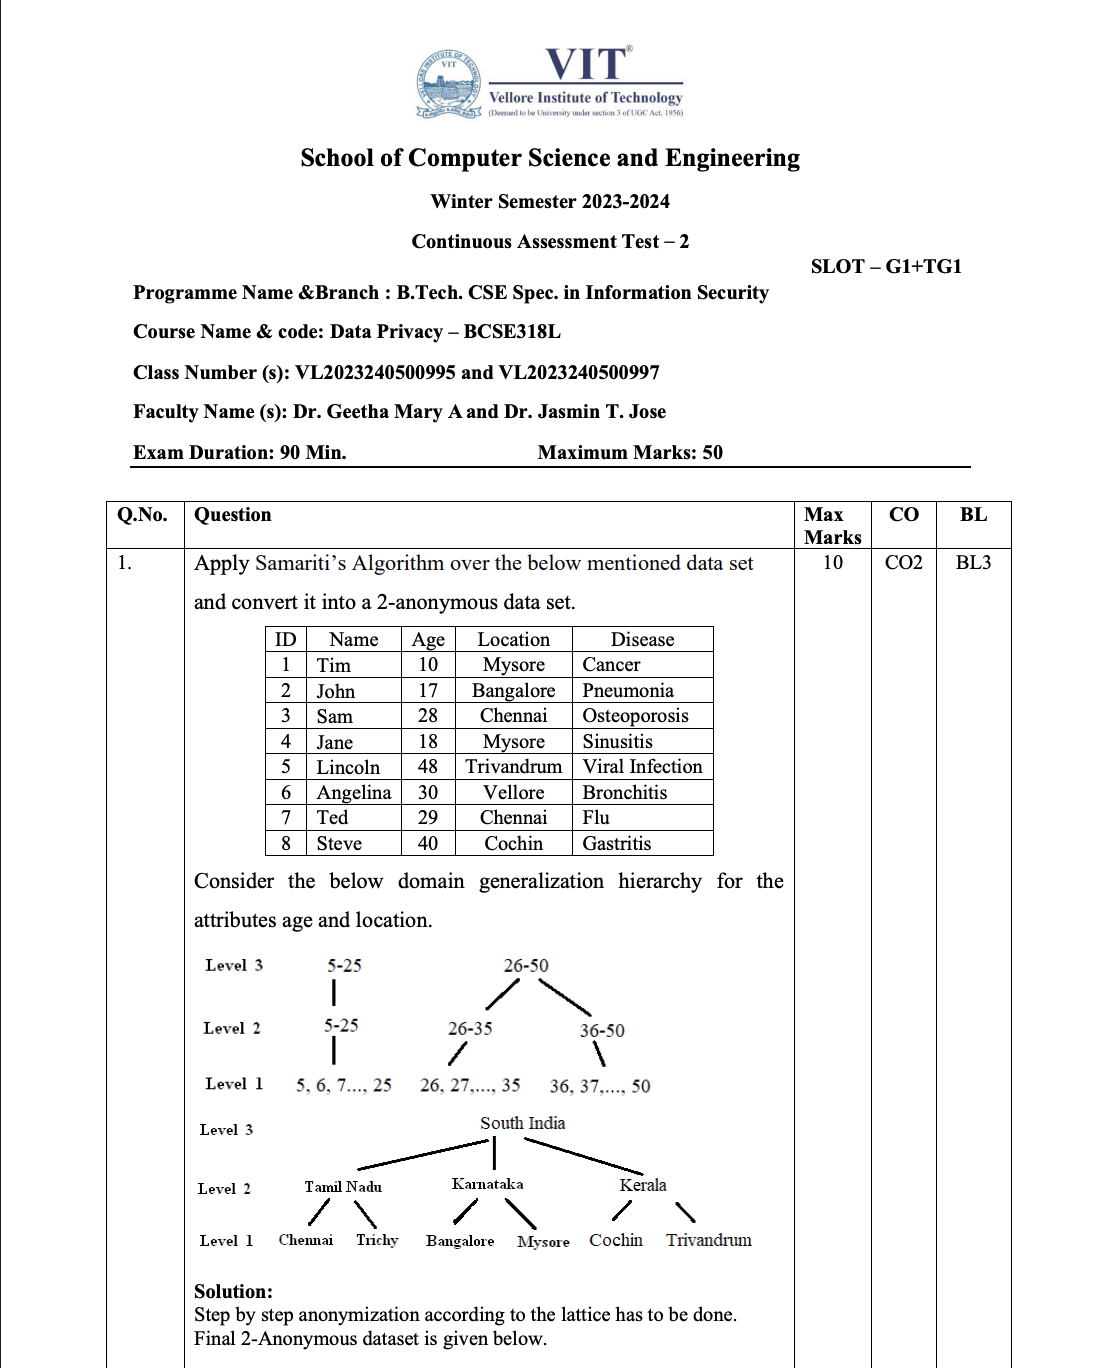 VIT®
Vellore Institute of Technology
(Deemed to be University under section 3 of UGC Act, 1956)
School of Computer Science and Engineering
Winter Semester 2023-2024
Continuous Assessment Test – 2
SLOT – G1+TG1
Programme Name &Branch : B.Tech. CSE Spec. in Information Security
Course Name & code: Data Privacy – BCSE318L
Class Number (s): VL2023240500995 and VL2023240500997
Faculty Name (s): Dr. Geetha Mary A and Dr. Jasmin T. Jose
Exam Duration: 90 Min. Maximum Marks: 50
Q.No. Question Max Marks CO BL
1. Apply Samariti’s Algorithm over the below mentioned data set 10 CO2 BL3
and convert it into a 2-anonymous data set.
ID Name Age Location Disease
1 Tim 10 Mysore Cancer
2 John 17 Bangalore Pneumonia
3 Sam 28 Chennai Osteoporosis
4 Jane 18 Mysore Sinusitis
5 Lincoln 48 Trivandrum Viral Infection
6 Angelina 30 Vellore Bronchitis
7 Ted 29 Chennai Flu
8 Steve 40 Cochin Gastritis
Consider the below domain generalization hierarchy for the
attributes age and location.
Level 3 5-25 26-50
Level 2 5-25 26-35 36-50
Level 1 5, 6, 7..., 25 26, 27,..., 35 36, 37,..., 50
Level 3 South India
Level 2 Tamil Nadu Karnataka Kerala
Level 1 Chennai Trichy Bangalore Mysore Cochin Trivandrum
Solution:
Step by step anonymization according to the lattice has to be done.
Final 2-Anonymous dataset is given below.